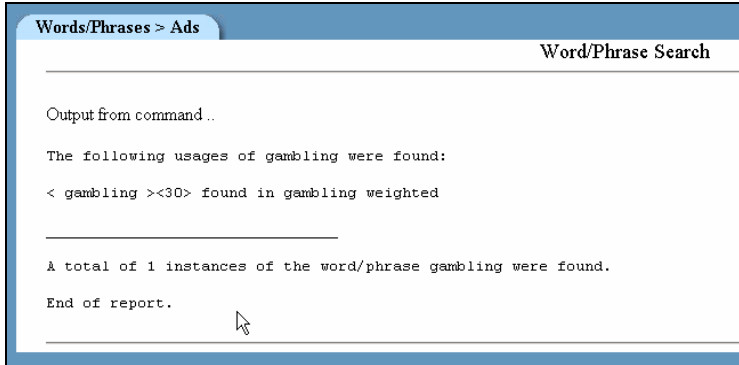 Words/Phrases > Ads
Word/Phrase Search
Output from command ..
The following usages of gambling were found:
< gambling ><30> found in gambling weighted
A total of 1 instances of the word/phrase gambling were found.
End of report.